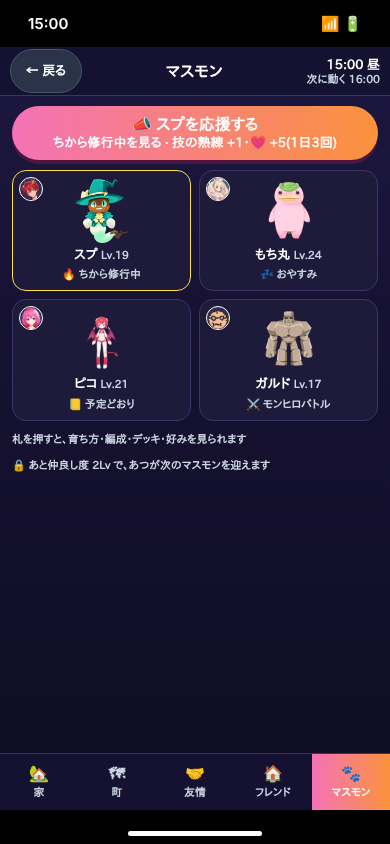 15:00
← 戻る
マスモン
15:00 昼
次に動く 16:00
📣 スプを応援する
ちから修行中を見る · 技の熟練 +1・💗 +5(1日3回)
スプ Lv.19
🔥 ちから修行中
もち丸 Lv.24
💤 おやすみ
ピコ Lv.21
📒 予定どおり
ガルド Lv.17
⚔️ モンヒロバトル
札を押すと、育ち方・編成・デッキ・好みを見られます
🔒 あと仲良し度 2Lv で、あつが次のマスモンを迎えます
家
町
友情
フレンド
マスモン